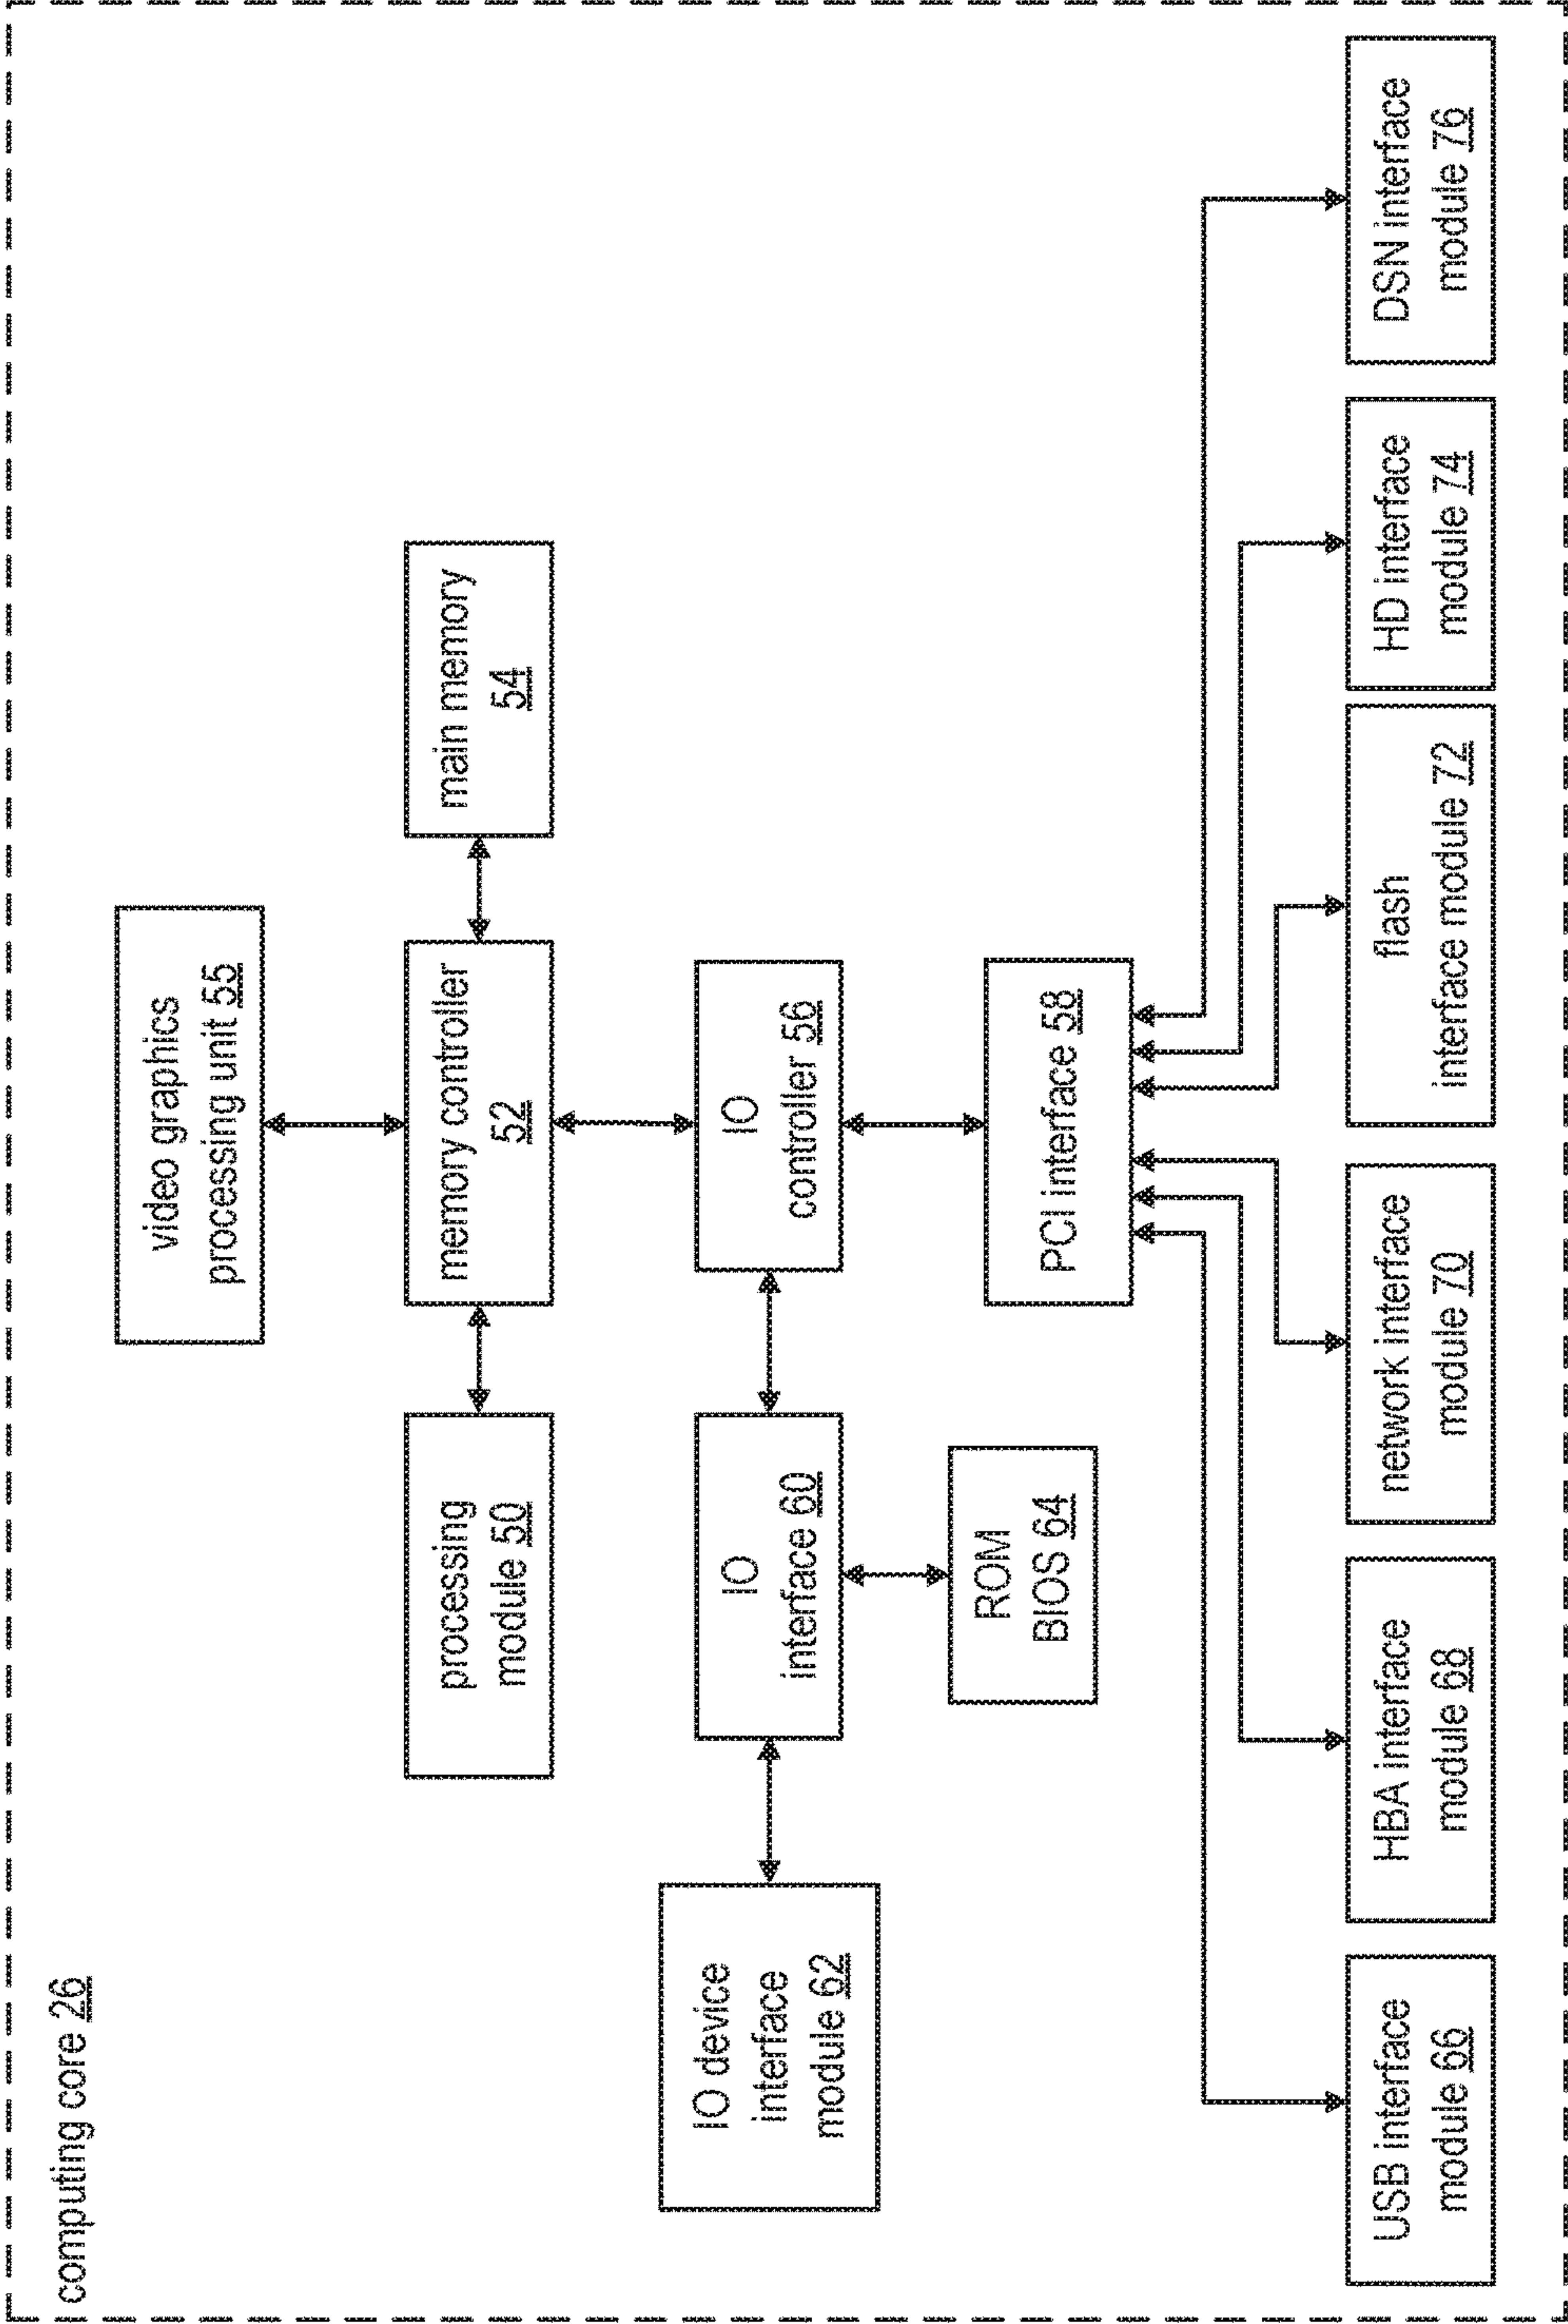 computing core 26
video graphics
processing unit 55
processing
module 50
memory controller
52
main memory
54
IO device
interface
module 62
IO
interface 60
IO
controller 56
ROM
BIOS 64
PCI interface 58
USB interface
module 66
HBA interface
module 68
network interface
module 70
flash
interface module 72
HD interface
module 74
DSN interface
module 76